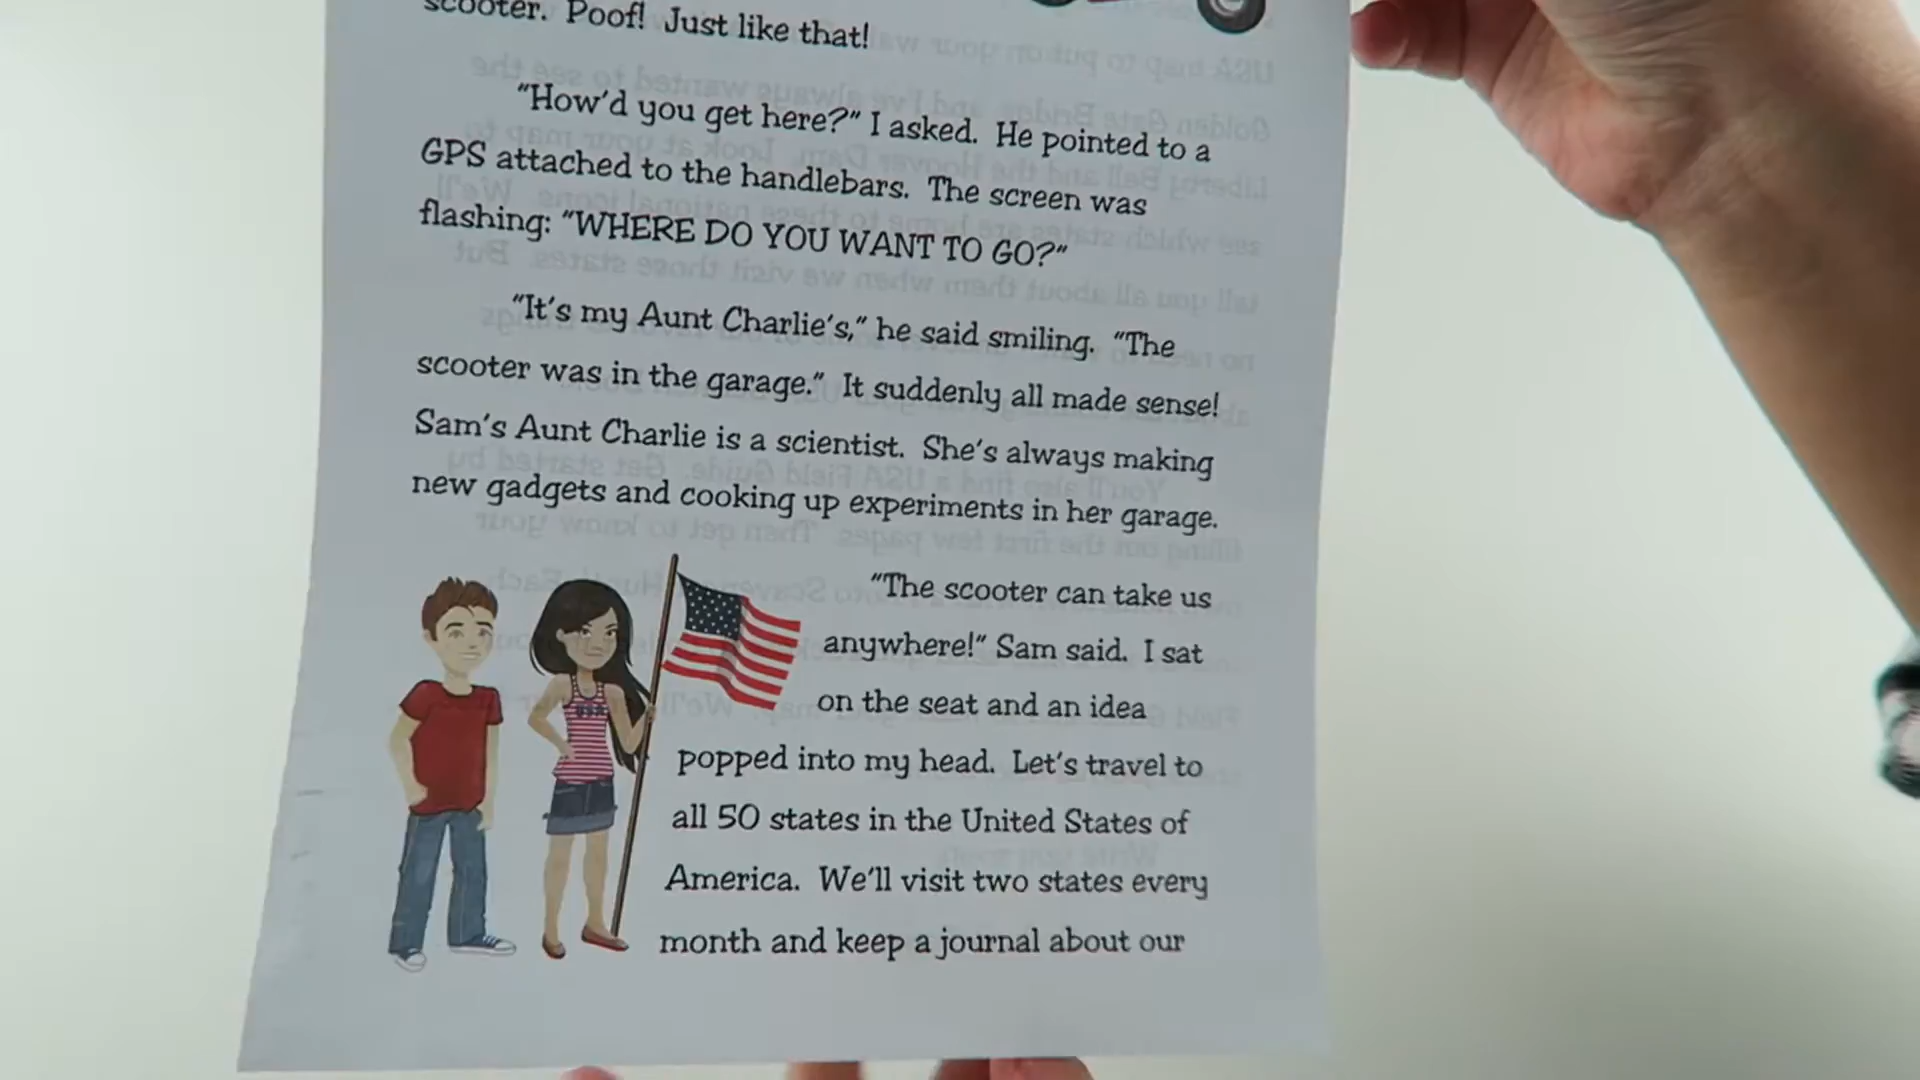 scooter. Poof! Just like that!
"How'd you get here?" I asked. He pointed to a
GPS attached to the handlebars. The screen was
flashing: "WHERE DO YOU WANT TO GO?"
"It's my Aunt Charlie's," he said smiling. "The
scooter was in the garage." It suddenly all made sense!
Sam's Aunt Charlie is a scientist. She's always making
new gadgets and cooking up experiments in her garage.
"The scooter can take us
anywhere!" Sam said. I sat
on the seat and an idea
popped into my head. Let's travel to
all 50 states in the United States of
America. We'll visit two states every
month and keep a journal about our